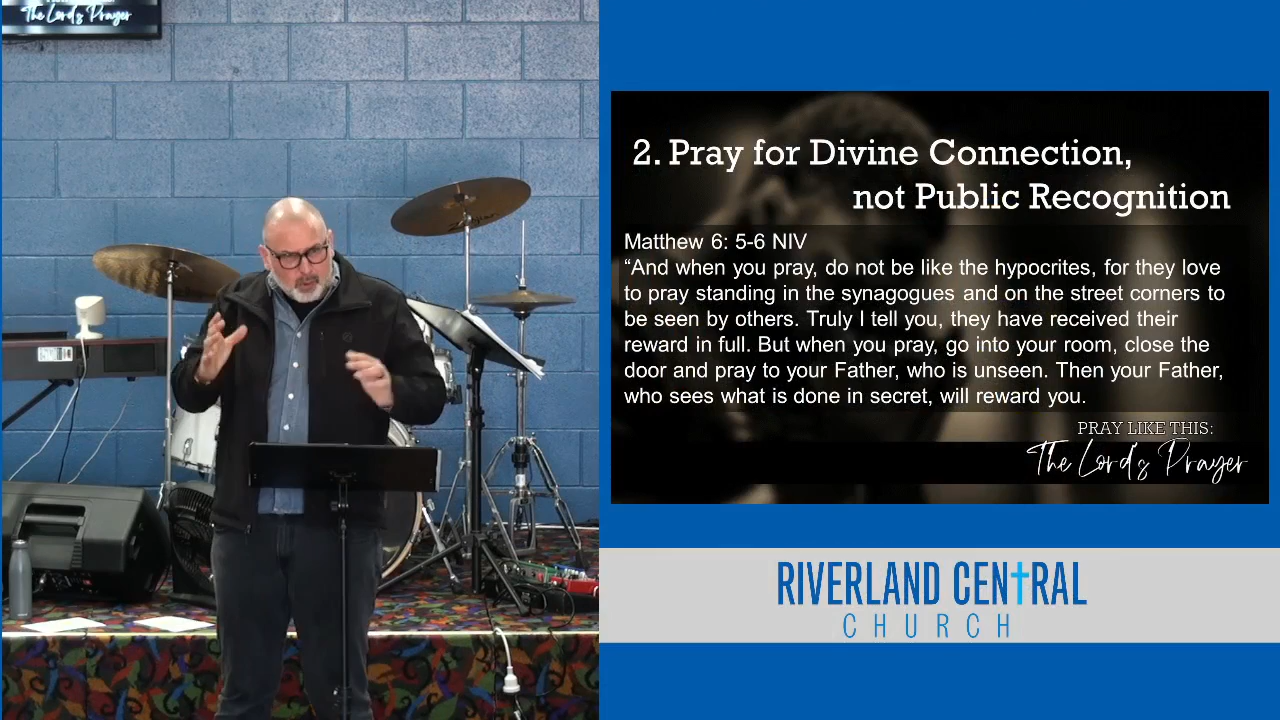 The Lord's Prayer
2. Pray for Divine Connection,
not Public Recognition
Matthew 6: 5-6 NIV
“And when you pray, do not be like the hypocrites, for they love
to pray standing in the synagogues and on the street corners to
be seen by others. Truly I tell you, they have received their
reward in full. But when you pray, go into your room, close the
door and pray to your Father, who is unseen. Then your Father,
who sees what is done in secret, will reward you.
PRAY LIKE THIS:
The Lord's Prayer
RIVERLAND CENTRAL
CHURCH